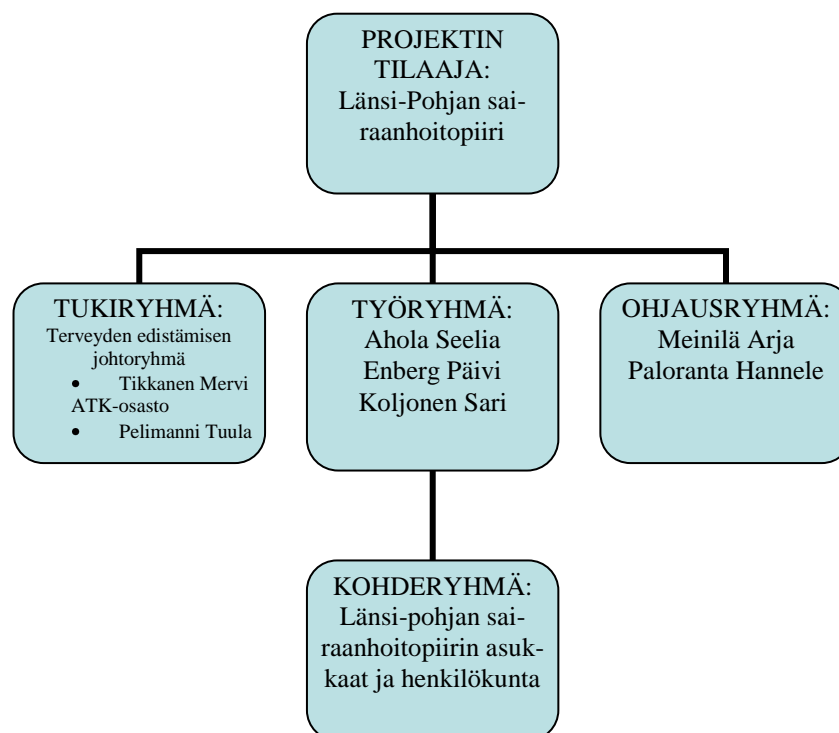 PROJEKTIN
TILAAJA:
Länsi-Pohjan sai-
raanhoitopiiri
TUKIRYHMÄ:
Terveyden edistämisen
johtoryhmä
• Tikkanen Mervi
ATK-osasto
• Pelimanni Tuula
TYÖRYHMÄ:
Ahola Seelia
Enberg Päivi
Koljonen Sari
OHJAUSRYHMÄ:
Meinilä Arja
Paloranta Hannele
KOHDERYHMÄ:
Länsi-pohjan sai-
raanhoitopiirin asuk-
kaat ja henkilökunta